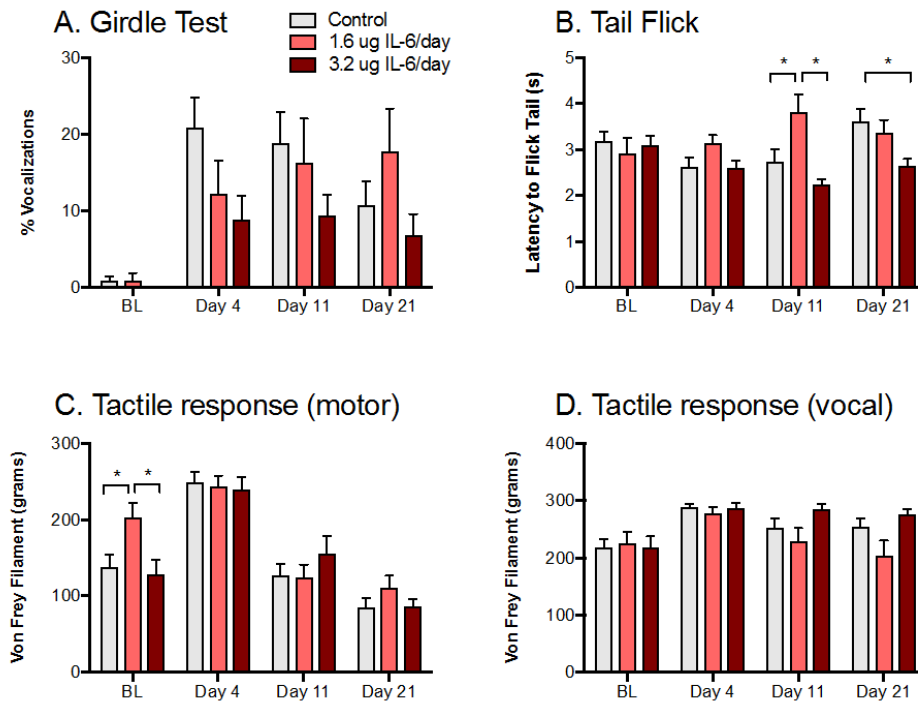 A. Girdle Test
Control
1.6 ug IL-6/day
3.2 ug IL-6/day
% Vocalizations
30
20
10
0
BL Day 4 Day 11 Day 21
B. Tail Flick
Latency to Flick Tail (s)
5
4
3
2
1
0
* * *
BL Day 4 Day 11 Day 21
C. Tactile response (motor)
Von Frey Filament (grams)
300
200
100
0
* *
BL Day 4 Day 11 Day 21
D. Tactile response (vocal)
Von Frey Filament (grams)
400
300
200
100
0
BL Day 4 Day 11 Day 21